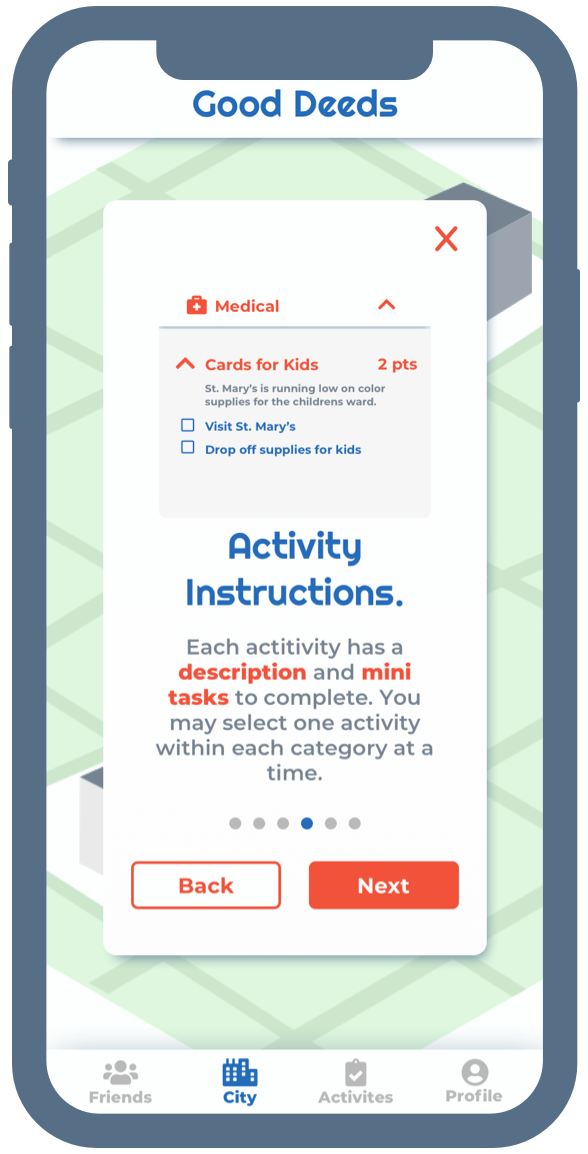 Good Deeds
Medical
Cards for Kids 2 pts
St. Mary's is running low on color
supplies for the childrens ward.
Visit St. Mary's
Drop off supplies for kids
Activity
Instructions.
Each actitivity has a
description and mini
tasks to complete. You
may select one activity
within each category at a
time.
Back Next
Friends City Activites Profile